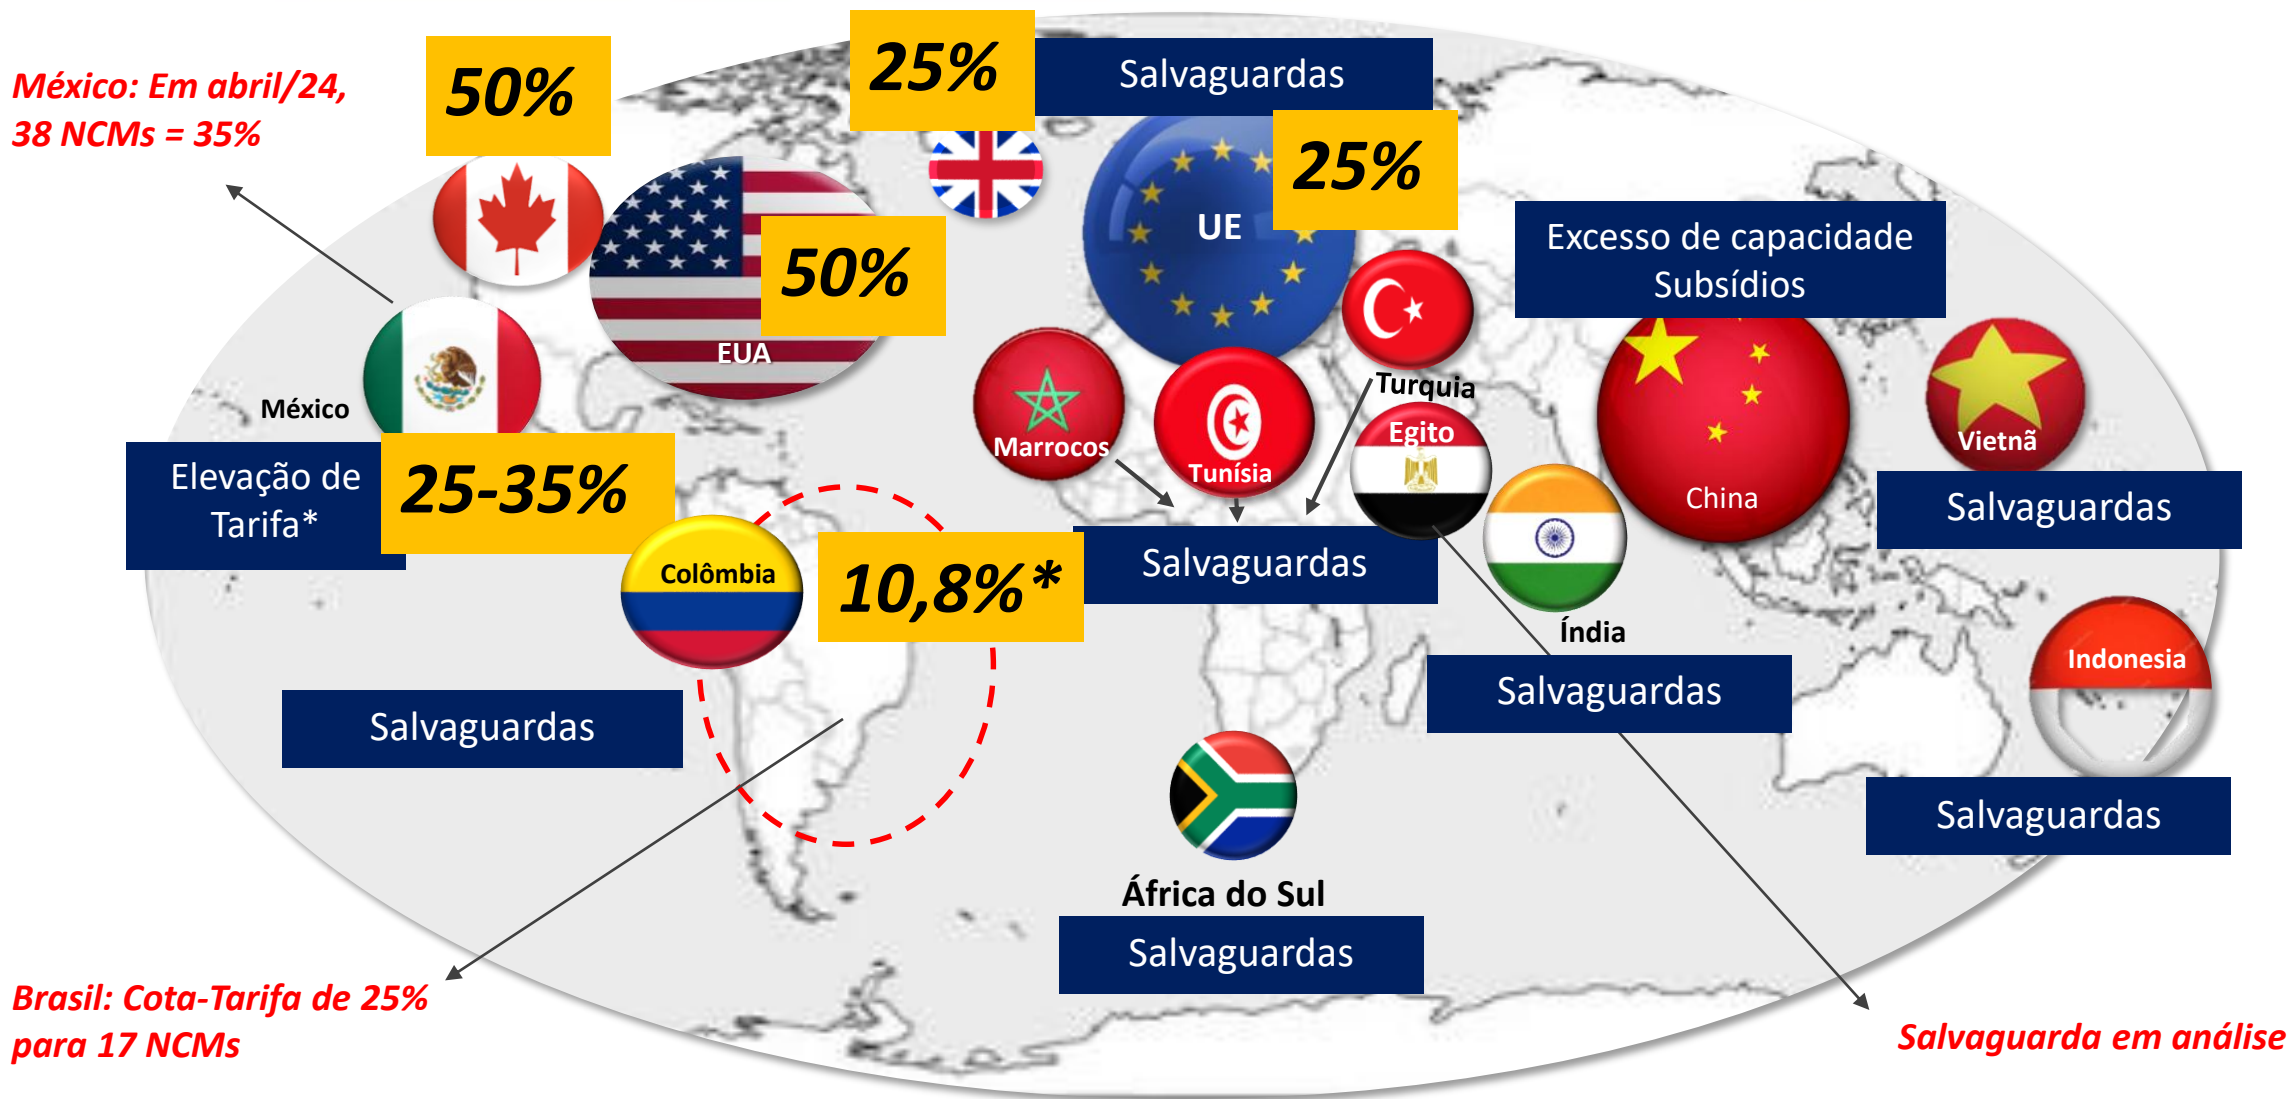 México: Em abril/24,
38 NCMs = 35%
50%
25%
Salvaguardas
25%
UE
50%
EUA
Excesso de capacidade
Subsídios
México
Elevação de
Tarifa*
25-35%
Marrocos
Tunísia
Turquia
Egito
China
Vietnã
Salvaguardas
Colômbia
10,8%*
Salvaguardas
Índia
Salvaguardas
Indonesia
Salvaguardas
Salvaguardas
África do Sul
Salvaguardas
Brasil: Cota-Tarifa de 25%
para 17 NCMs
Salvaguarda em análise